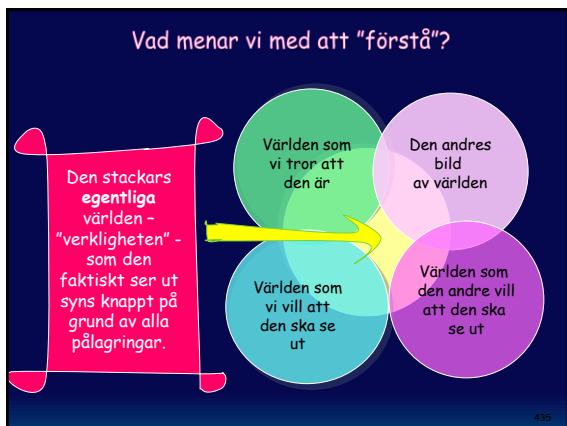 Vad menar vi med att ”förstå”?
Den stackars
egentliga
världen –
”verkligheten” -
som den
faktiskt ser ut
syns knappt på
grund av alla
pålagringar.
Världen som
vi tror att
den är
Den andres
bild
av världen
Världen som
vi vill att
den ska se
ut
Världen som
den andre vill
att den ska
se ut
435